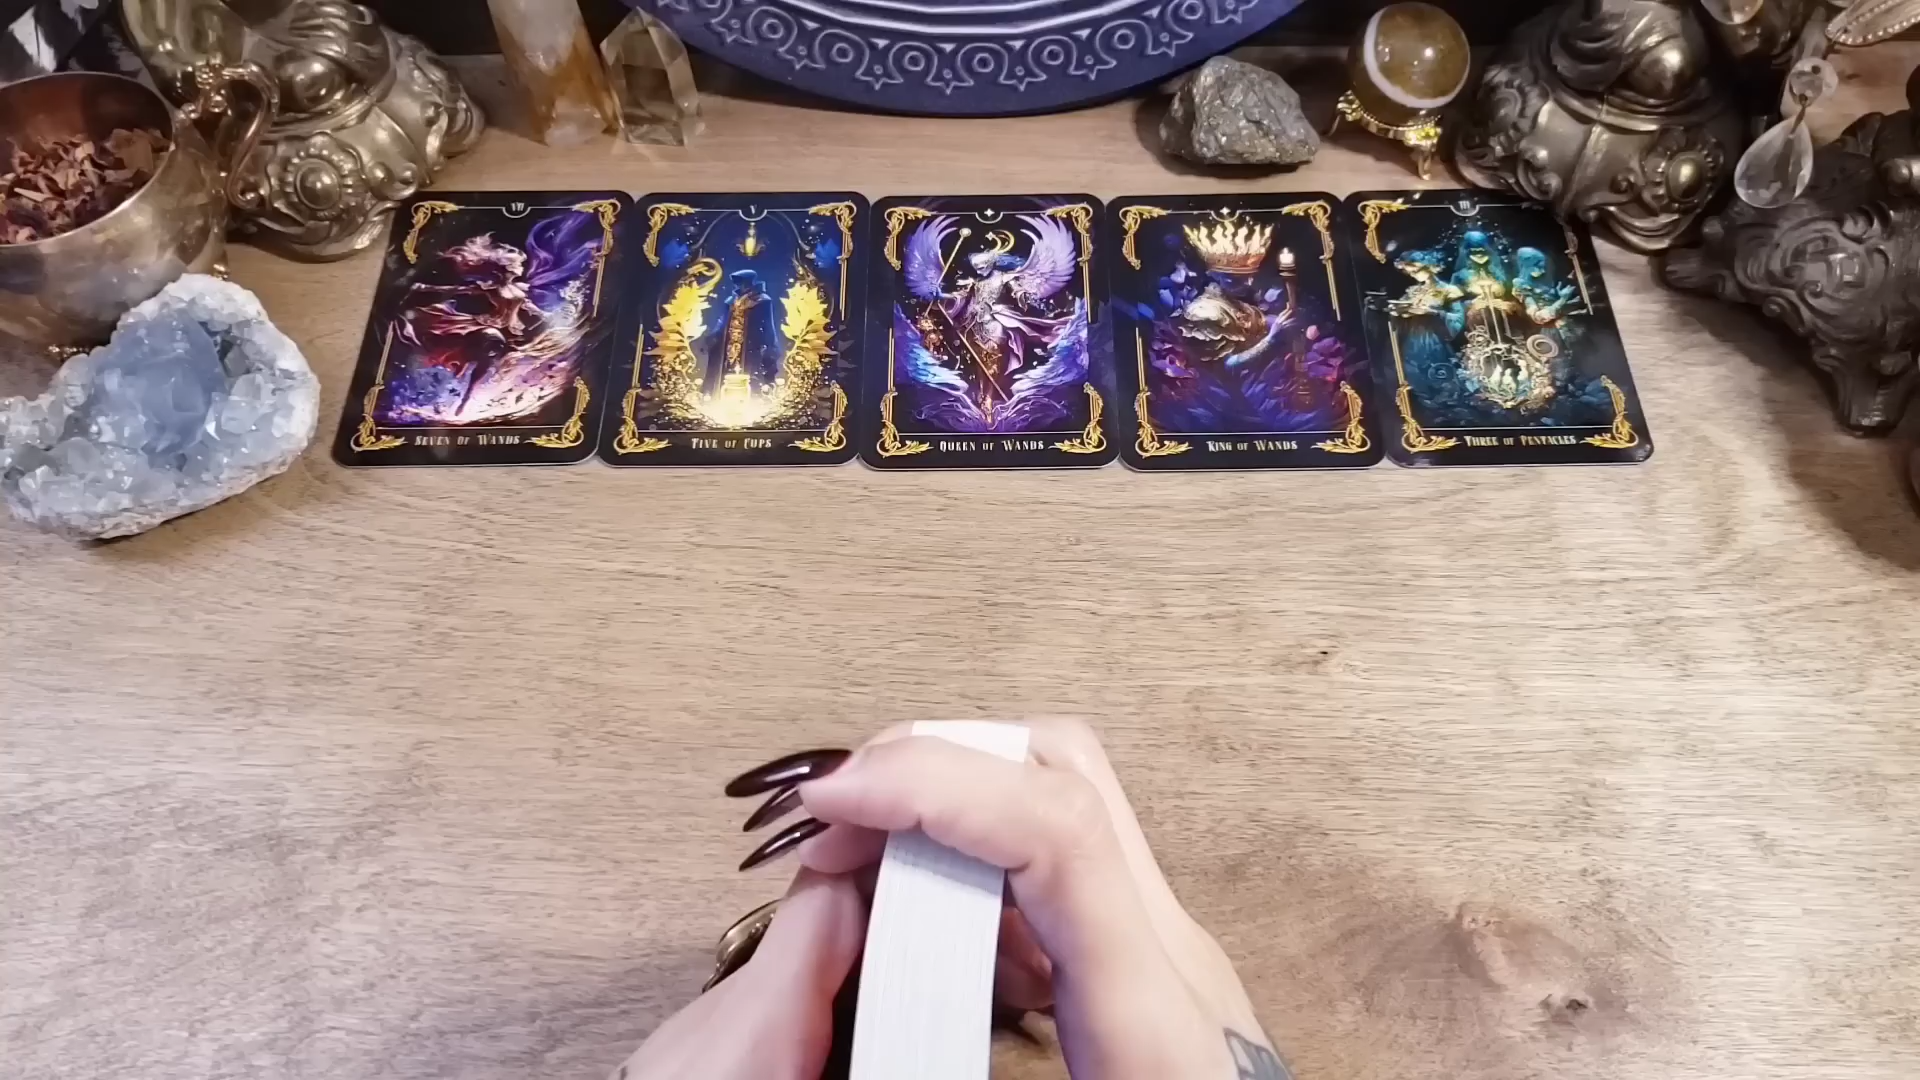 VII
V
III
Seven of Wands
Five of Cups
Queen of Wands
King of Wands
Three of Pentacles